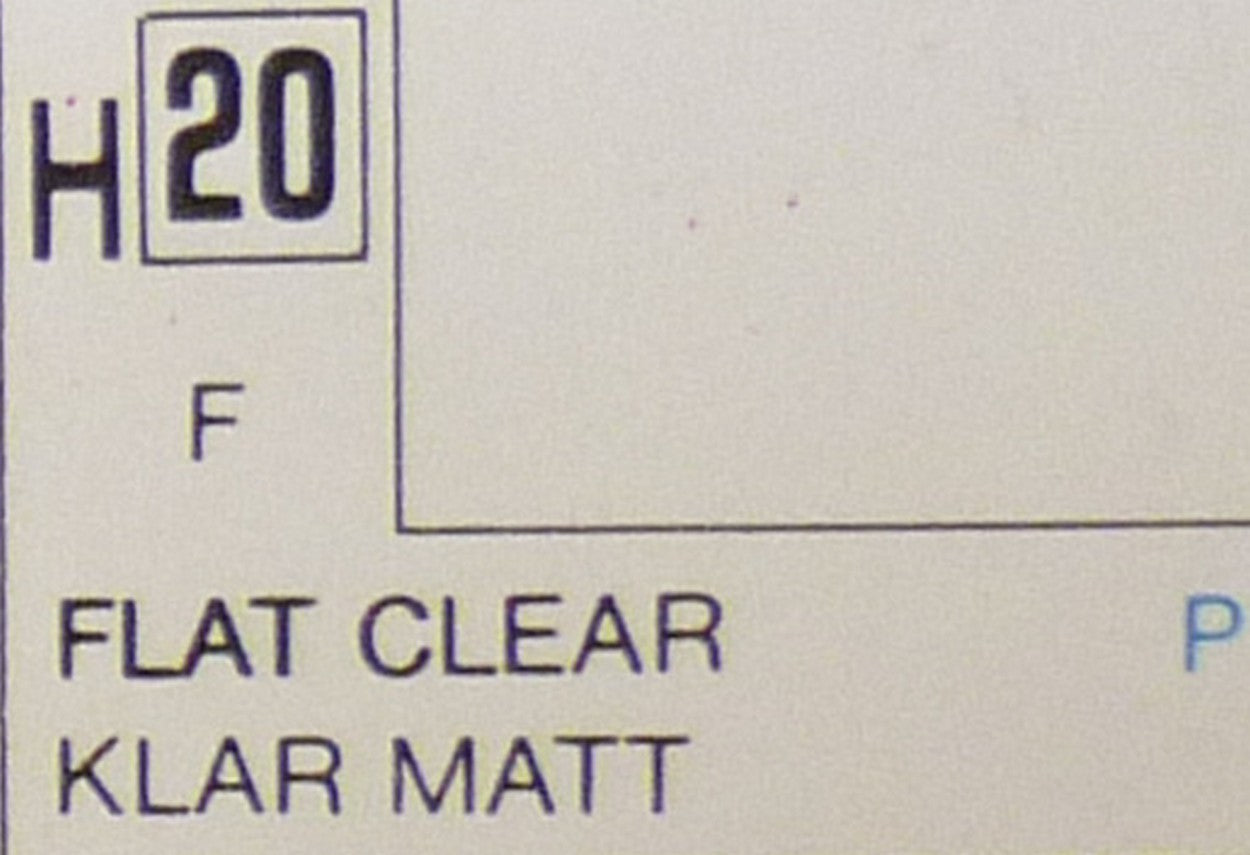 H 20
F
FLAT CLEAR P
KLAR MATT